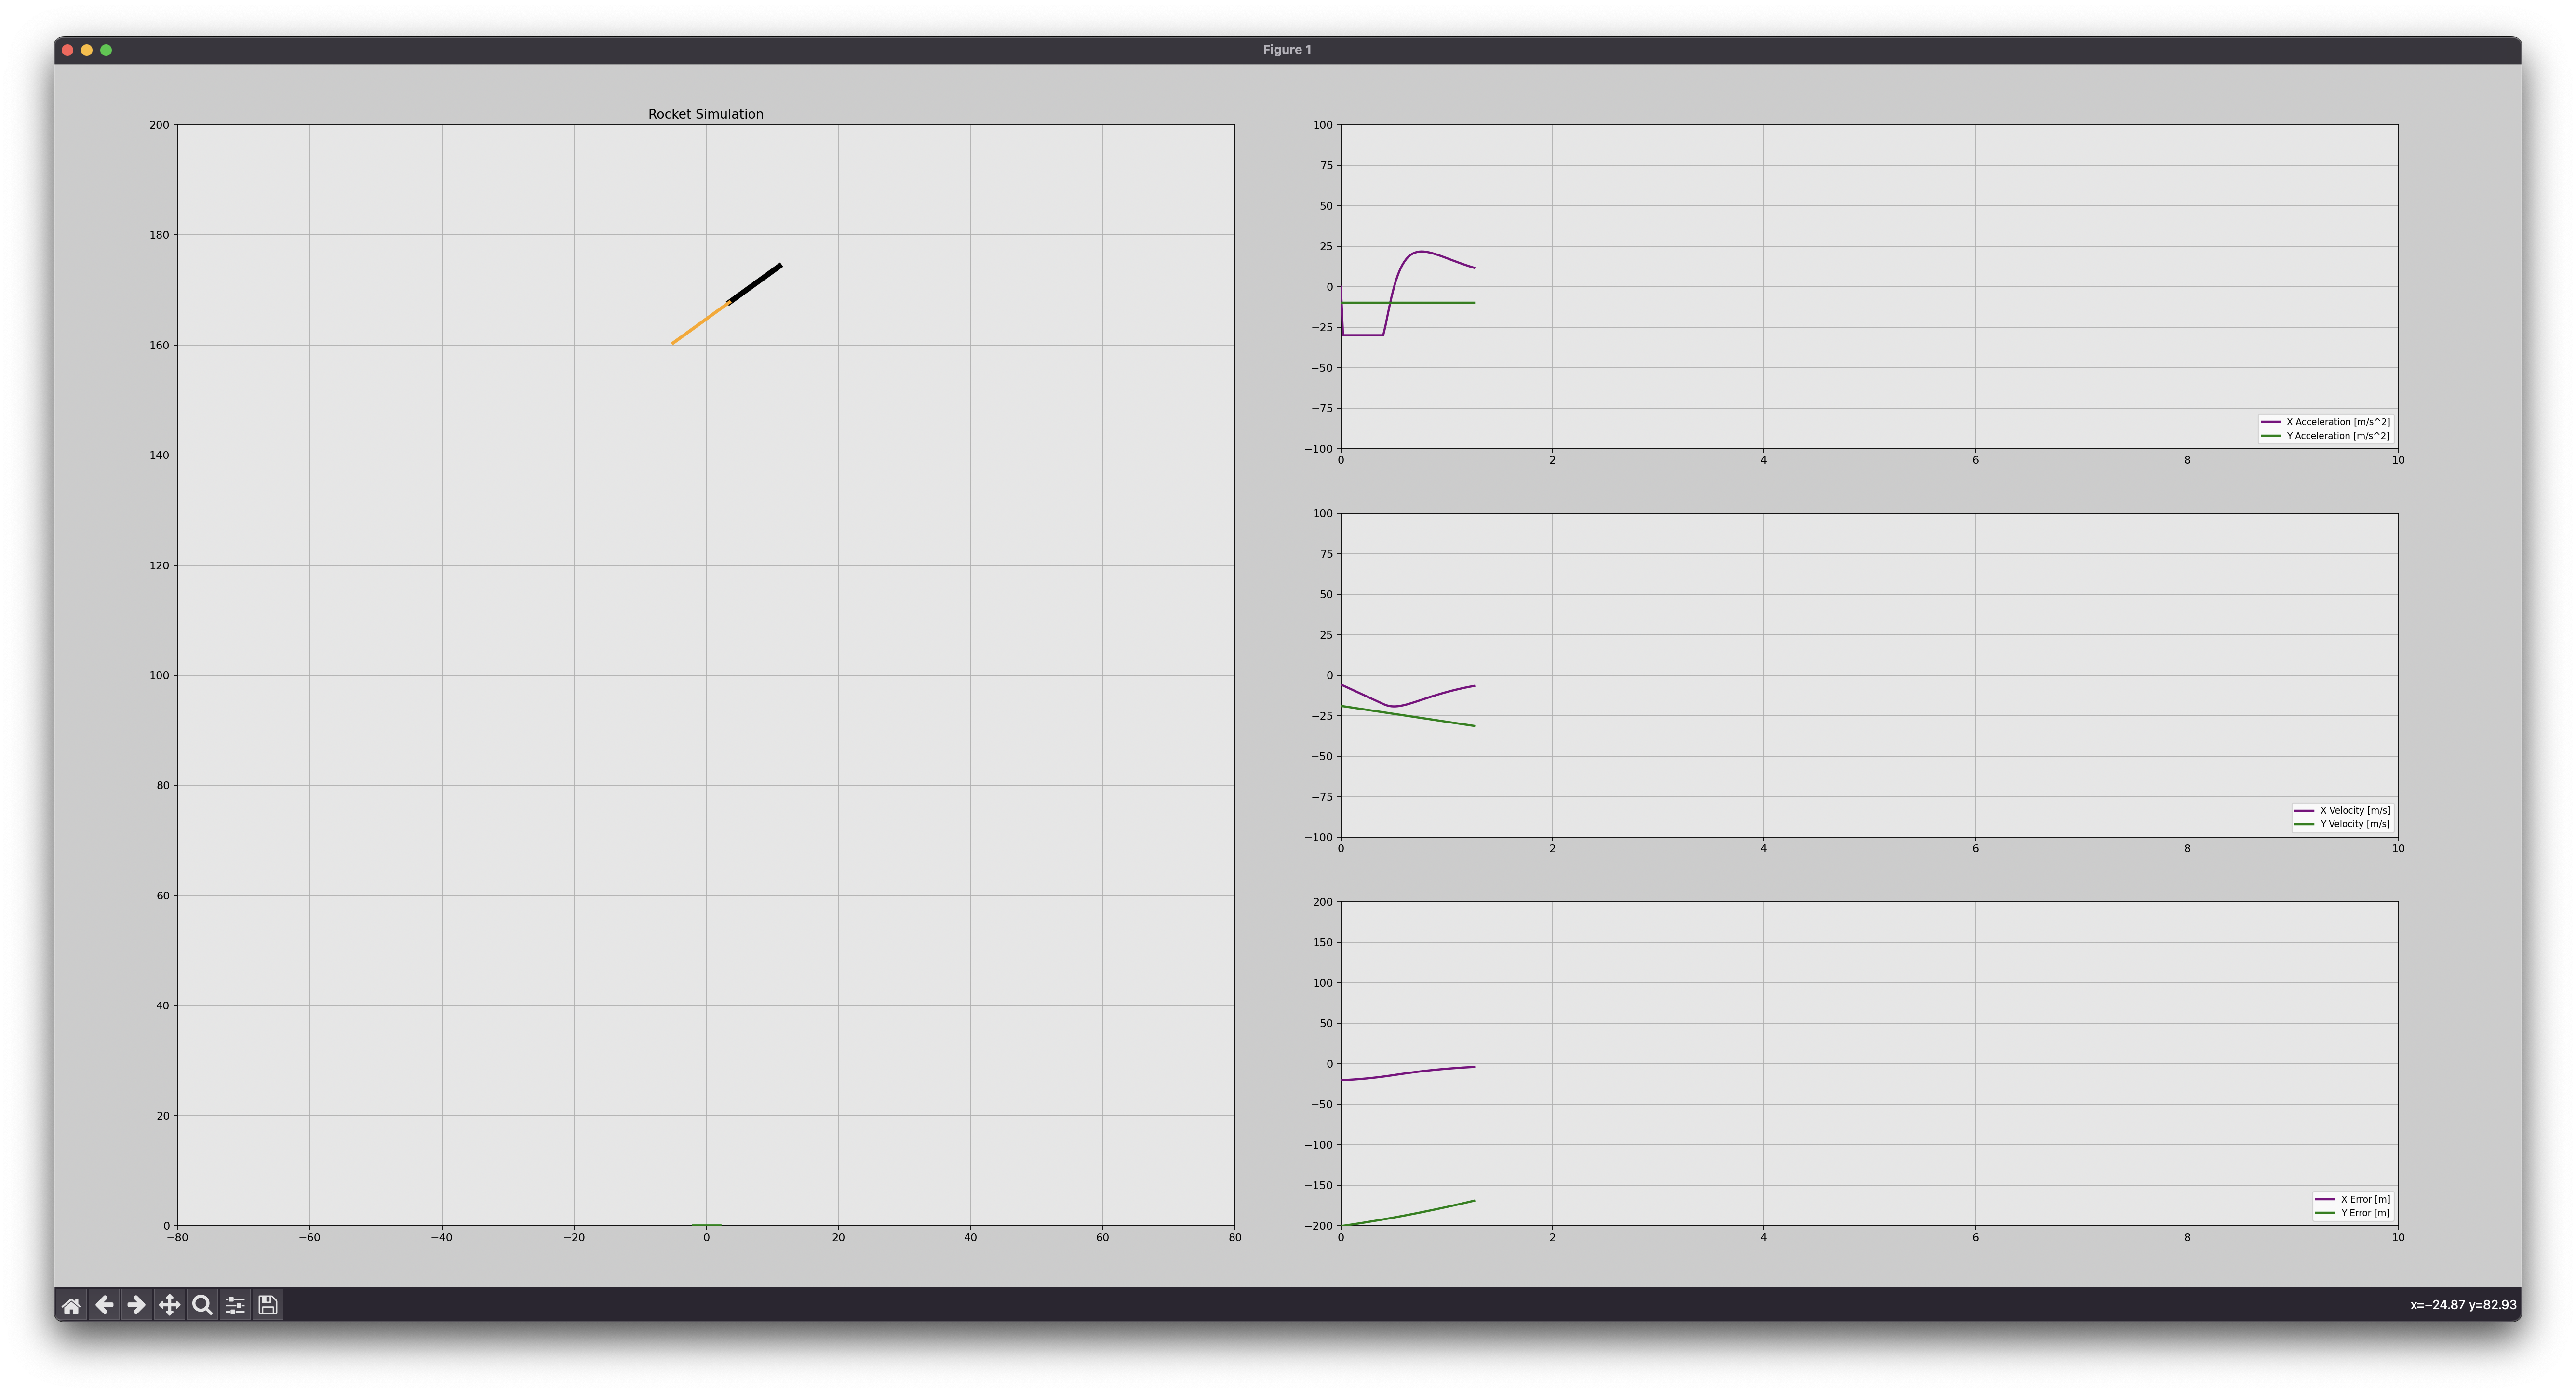 Figure 1
Rocket Simulation
200
180
160
140
120
100
80
60
40
20
0
−80 −60 −40 −20 0 20 40 60 80
100
75
50
25
0
−25
−50
−75
−100
X Acceleration [m/s^2]
Y Acceleration [m/s^2]
0 2 4 6 8 10
100
75
50
25
0
−25
−50
−75
−100
X Velocity [m/s]
Y Velocity [m/s]
0 2 4 6 8 10
200
150
100
50
0
−50
−100
−150
−200
X Error [m]
Y Error [m]
0 2 4 6 8 10
x=−24.87 y=82.93